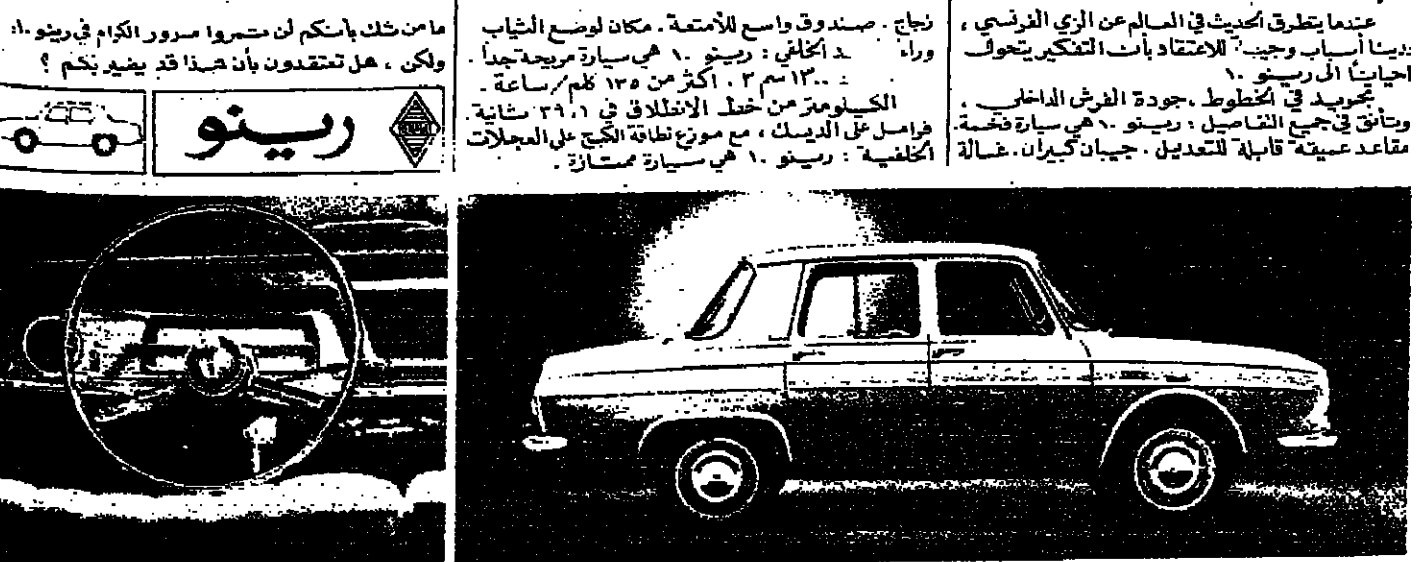 عندما يتطرق الحديث في العالم عن الزي الفرنسي ،
لدينا أسباب وجيهة للاعتقاد بأن التفكير يتحول
احياناً الى رينو ١٠
تجويد في الخطوط ، جودة الفرش الداخلي ،
وتأنق في جميع التفاصيل : رينو ١٠ هي سيارة فخمة.
مقاعد عميقة قابلة للتعديل . جيبان كبيران . غسالة
زجاج . صندوق واسع للأمتعة . مكان لوضع الثياب
وراء الخلفي : رينو ١٠ هي سيارة مريحة جداً .
١٣٠٠ سم ٣ . اكثر من ١٣٥ كلم/ساعة .
الكيلومتر من خط الانطلاق في ٣٩،١ ثانية .
فرامل على الديسك ، مع موزع نطاقة الكبح على العجلات
الخلفية : رينو ١٠ هي سيارة ممتازة .
ما من شك بأنكم لن تمروا مرور الكرام في رينو ١٠:
ولكن ، هل تعتقدون بأن هذا قد يضير بكم ؟
رينو
RENAULT